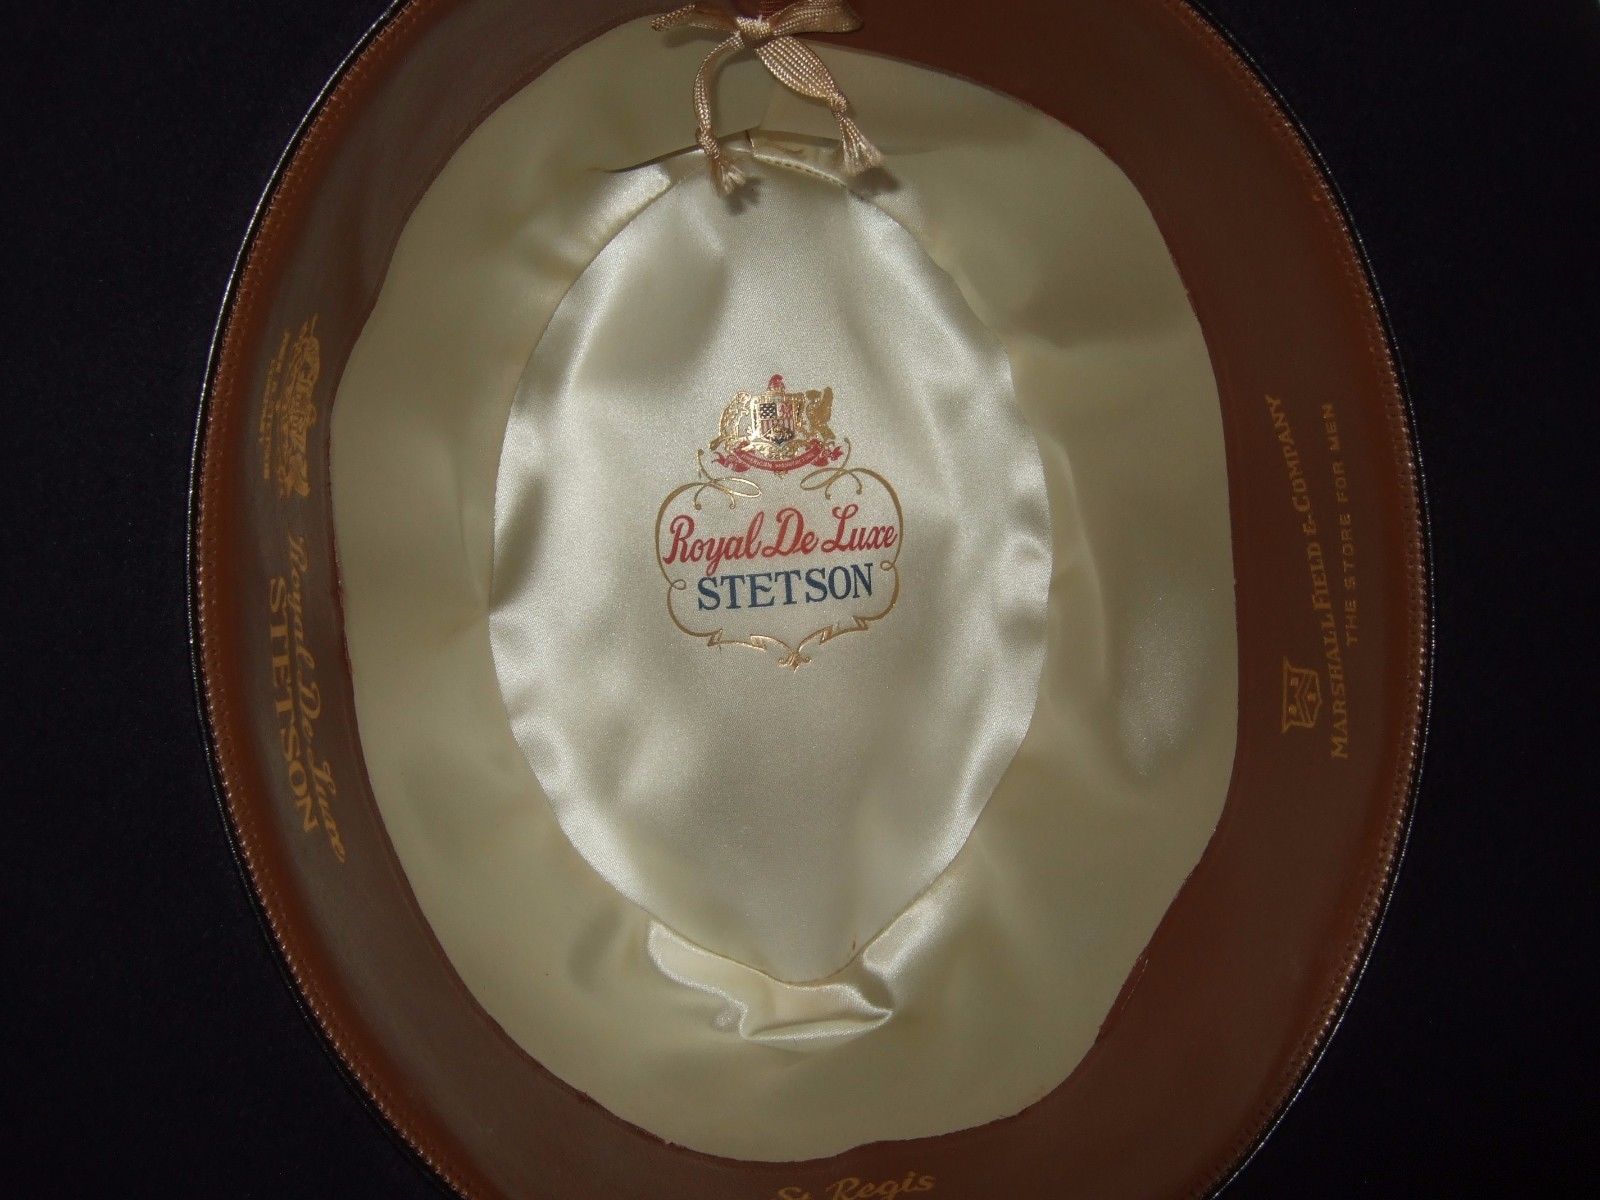 Royal De Luxe
STETSON
Royal De Luxe
STETSON
MARSHALL FIELD & COMPANY
THE STORE FOR MEN
St. Regis